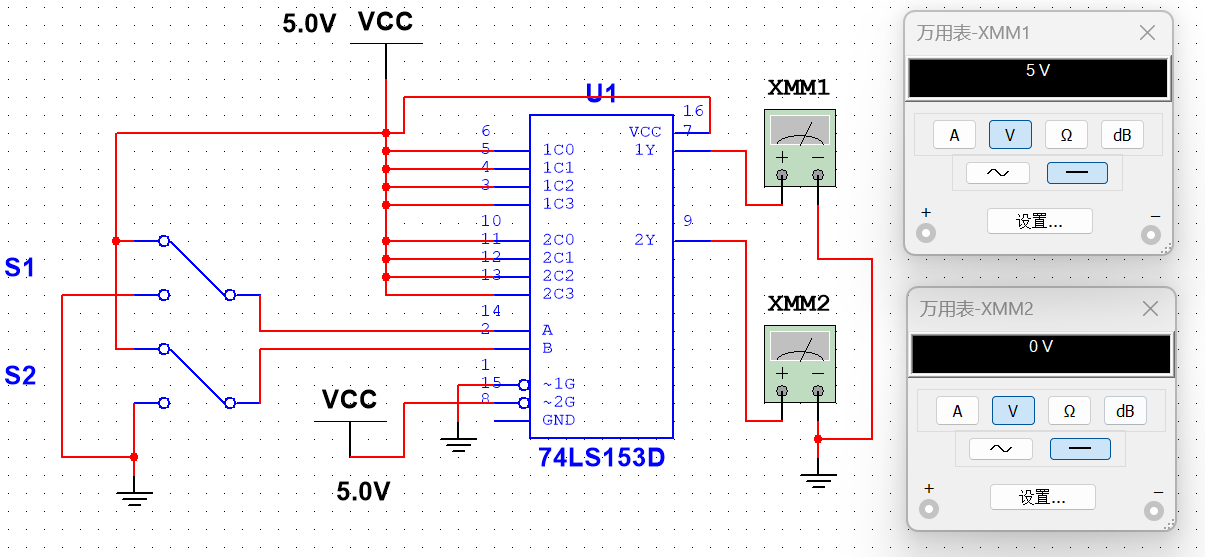 5.0V VCC
U1
6 1C0
5 1C1
4 1C2
3 1C3
10 2C0
11 2C1
12 2C2
13 2C3
14 A
2 B
1 ~1G
15 ~2G
8 GND
VCC 16
1Y 7
2Y 9
74LS153D
S1
S2
VCC
5.0V
XMM1
+ −
XMM2
+ −
万用表-XMM1
5 V
A V Ω dB
设置...
+ −
万用表-XMM2
0 V
A V Ω dB
设置...
+ −